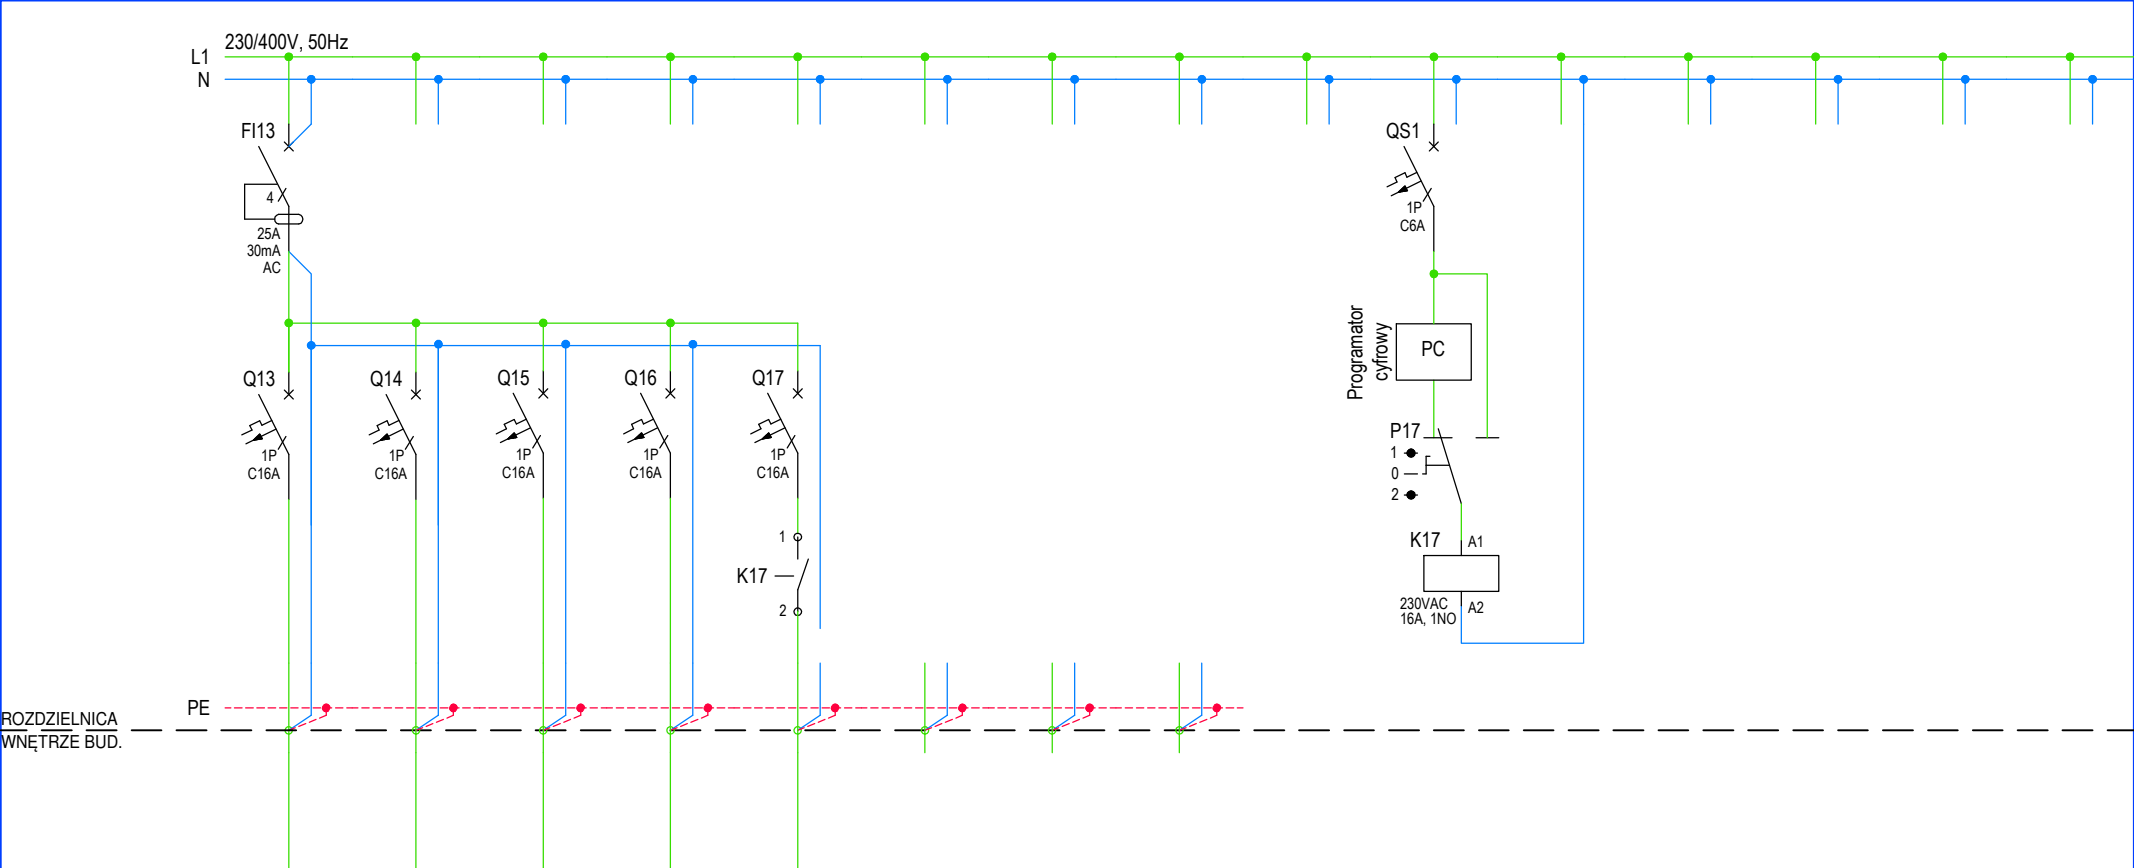 230/400V, 50Hz
L1
N
FI13
4
25A
30mA
AC
QS1
1P
C6A
Programator
cyfrowy
PC
Q13
1P
C16A
Q14
1P
C16A
Q15
1P
C16A
Q16
1P
C16A
Q17
1P
C16A
P17
1
0
2
1
K17
2
K17
A1
230VAC
16A, 1NO
A2
PE
ROZDZIELNICA
WNĘTRZE BUD.